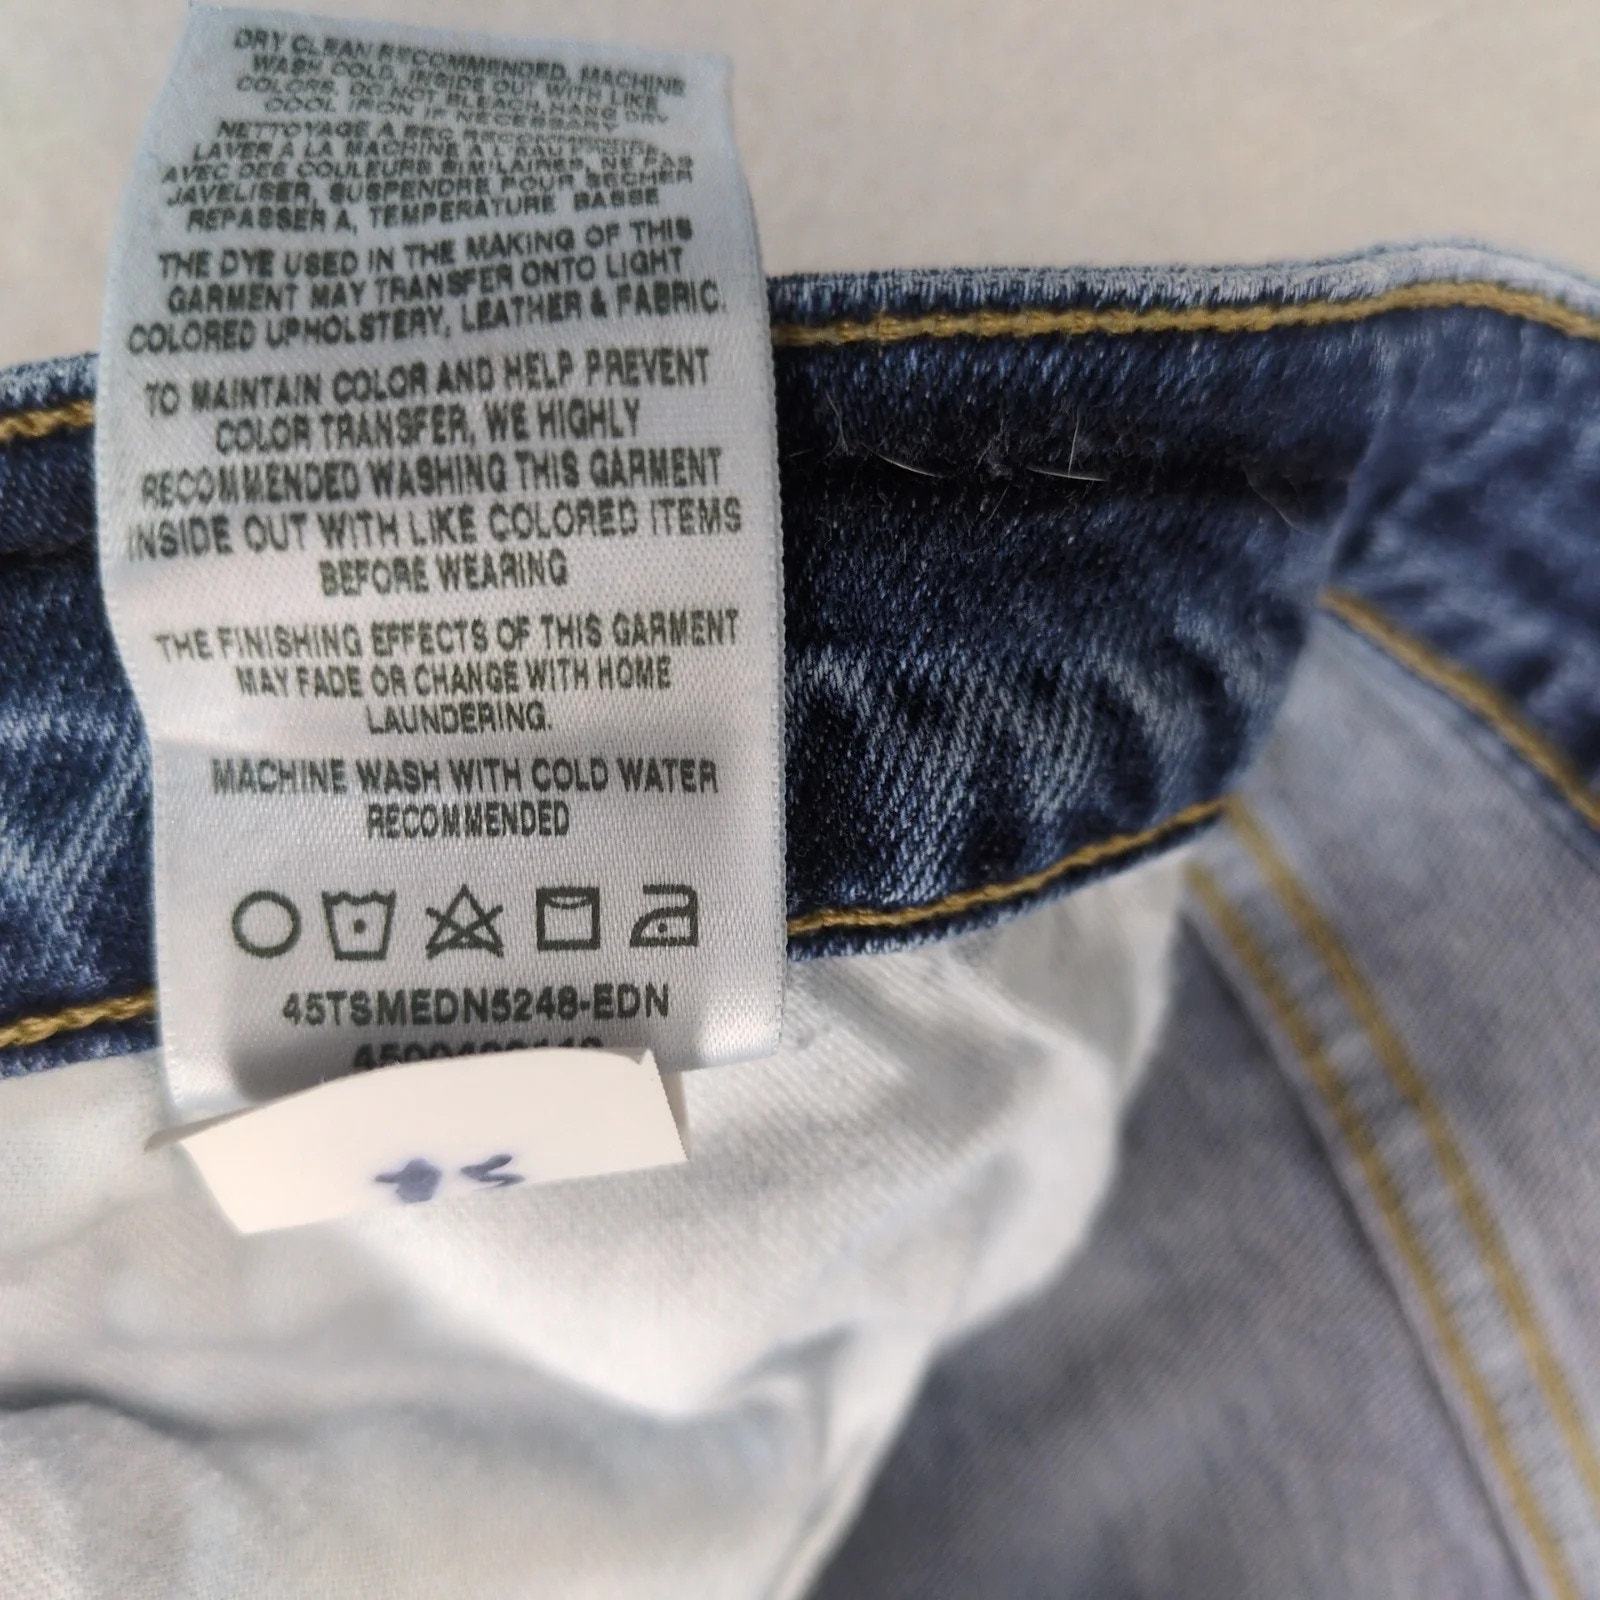 DRY CLEAN RECOMMENDED, MACHINE
WASH COLD, INSIDE OUT WITH LIKE
COLORS. DO NOT BLEACH, HANG DRY
COOL IRON IF NECESSARY
NETTOYAGE A SEC
LAVER A LA MACHINE A L'EAU
AVEC DES COULEURS SIMILAIRES, NE PAS
JAVELISER, SUSPENDRE POUR SECHER
REPASSER A, TEMPERATURE BASSE
THE DYE USED IN THE MAKING OF THIS
GARMENT MAY TRANSFER ONTO LIGHT
COLORED UPHOLSTERY, LEATHER & FABRIC.
TO MAINTAIN COLOR AND HELP PREVENT
COLOR TRANSFER, WE HIGHLY
RECOMMENDED WASHING THIS GARMENT
INSIDE OUT WITH LIKE COLORED ITEMS
BEFORE WEARING
THE FINISHING EFFECTS OF THIS GARMENT
MAY FADE OR CHANGE WITH HOME
LAUNDERING.
MACHINE WASH WITH COLD WATER
RECOMMENDED
45TSMEDN5248-EDN